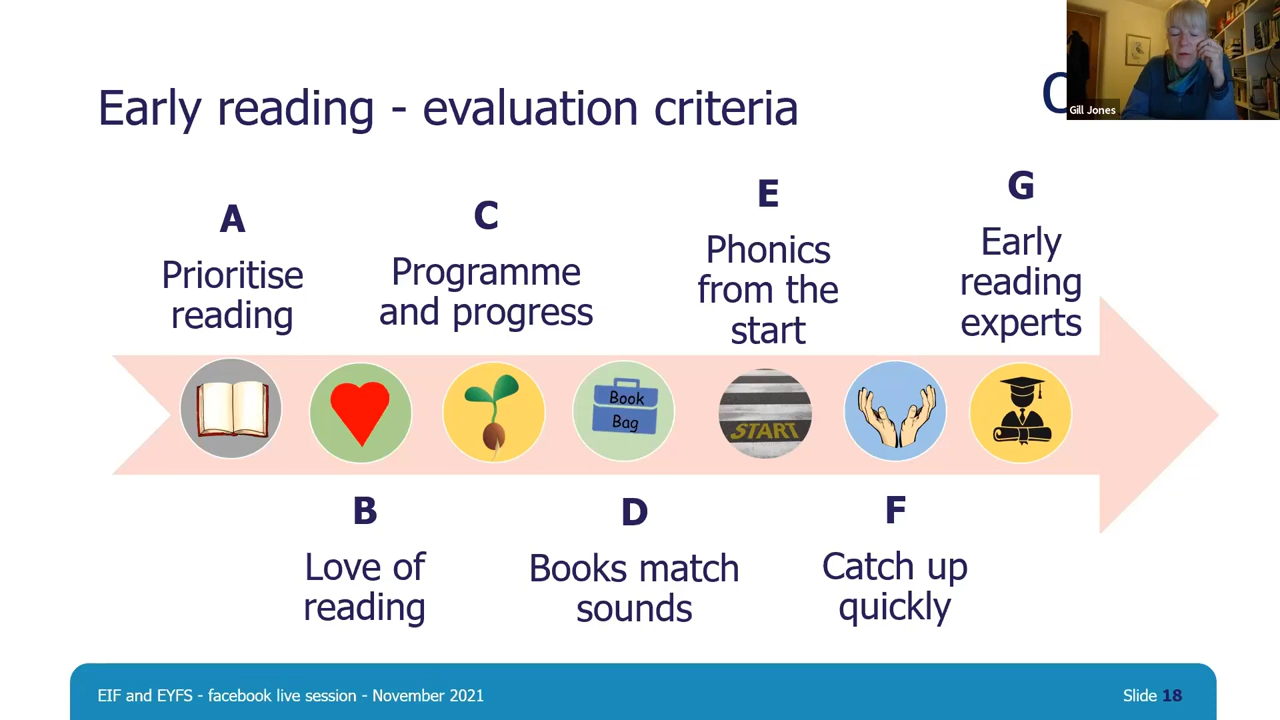 Early reading - evaluation criteria
Gill Jones
A
Prioritise
reading
B
Love of
reading
C
Programme
and progress
D
Books match
sounds
E
Phonics
from the
start
F
Catch up
quickly
G
Early
reading
experts
Book
Bag
START
EIF and EYFS - facebook live session - November 2021
Slide 18